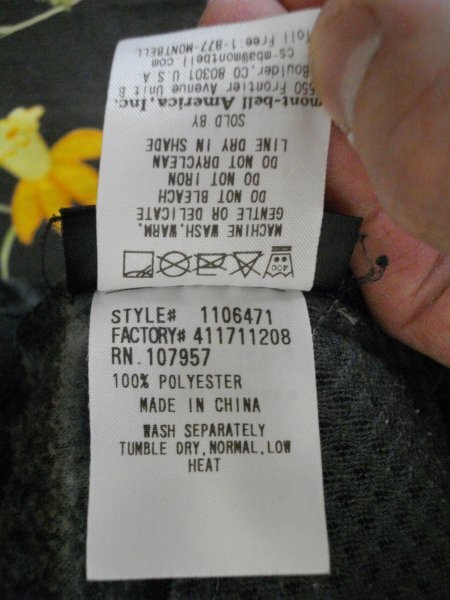 MACHINE WASH,WARM.
GENTLE OR DELICATE
DO NOT BLEACH
DO NOT IRON
DO NOT DRYCLEAN
LINE DRY IN SHADE
SOLD BY
mont-bell America,Inc.
550 Frontier Avenue Unit B
Boulder,CO 80301 U S A
cs-mba@montbell com
Toll Free:1-877-MONTBELL
STYLE# 1106471
FACTORY# 411711208
RN.107957
100% POLYESTER
MADE IN CHINA
WASH SEPARATELY
TUMBLE DRY,NORMAL,LOW
HEAT